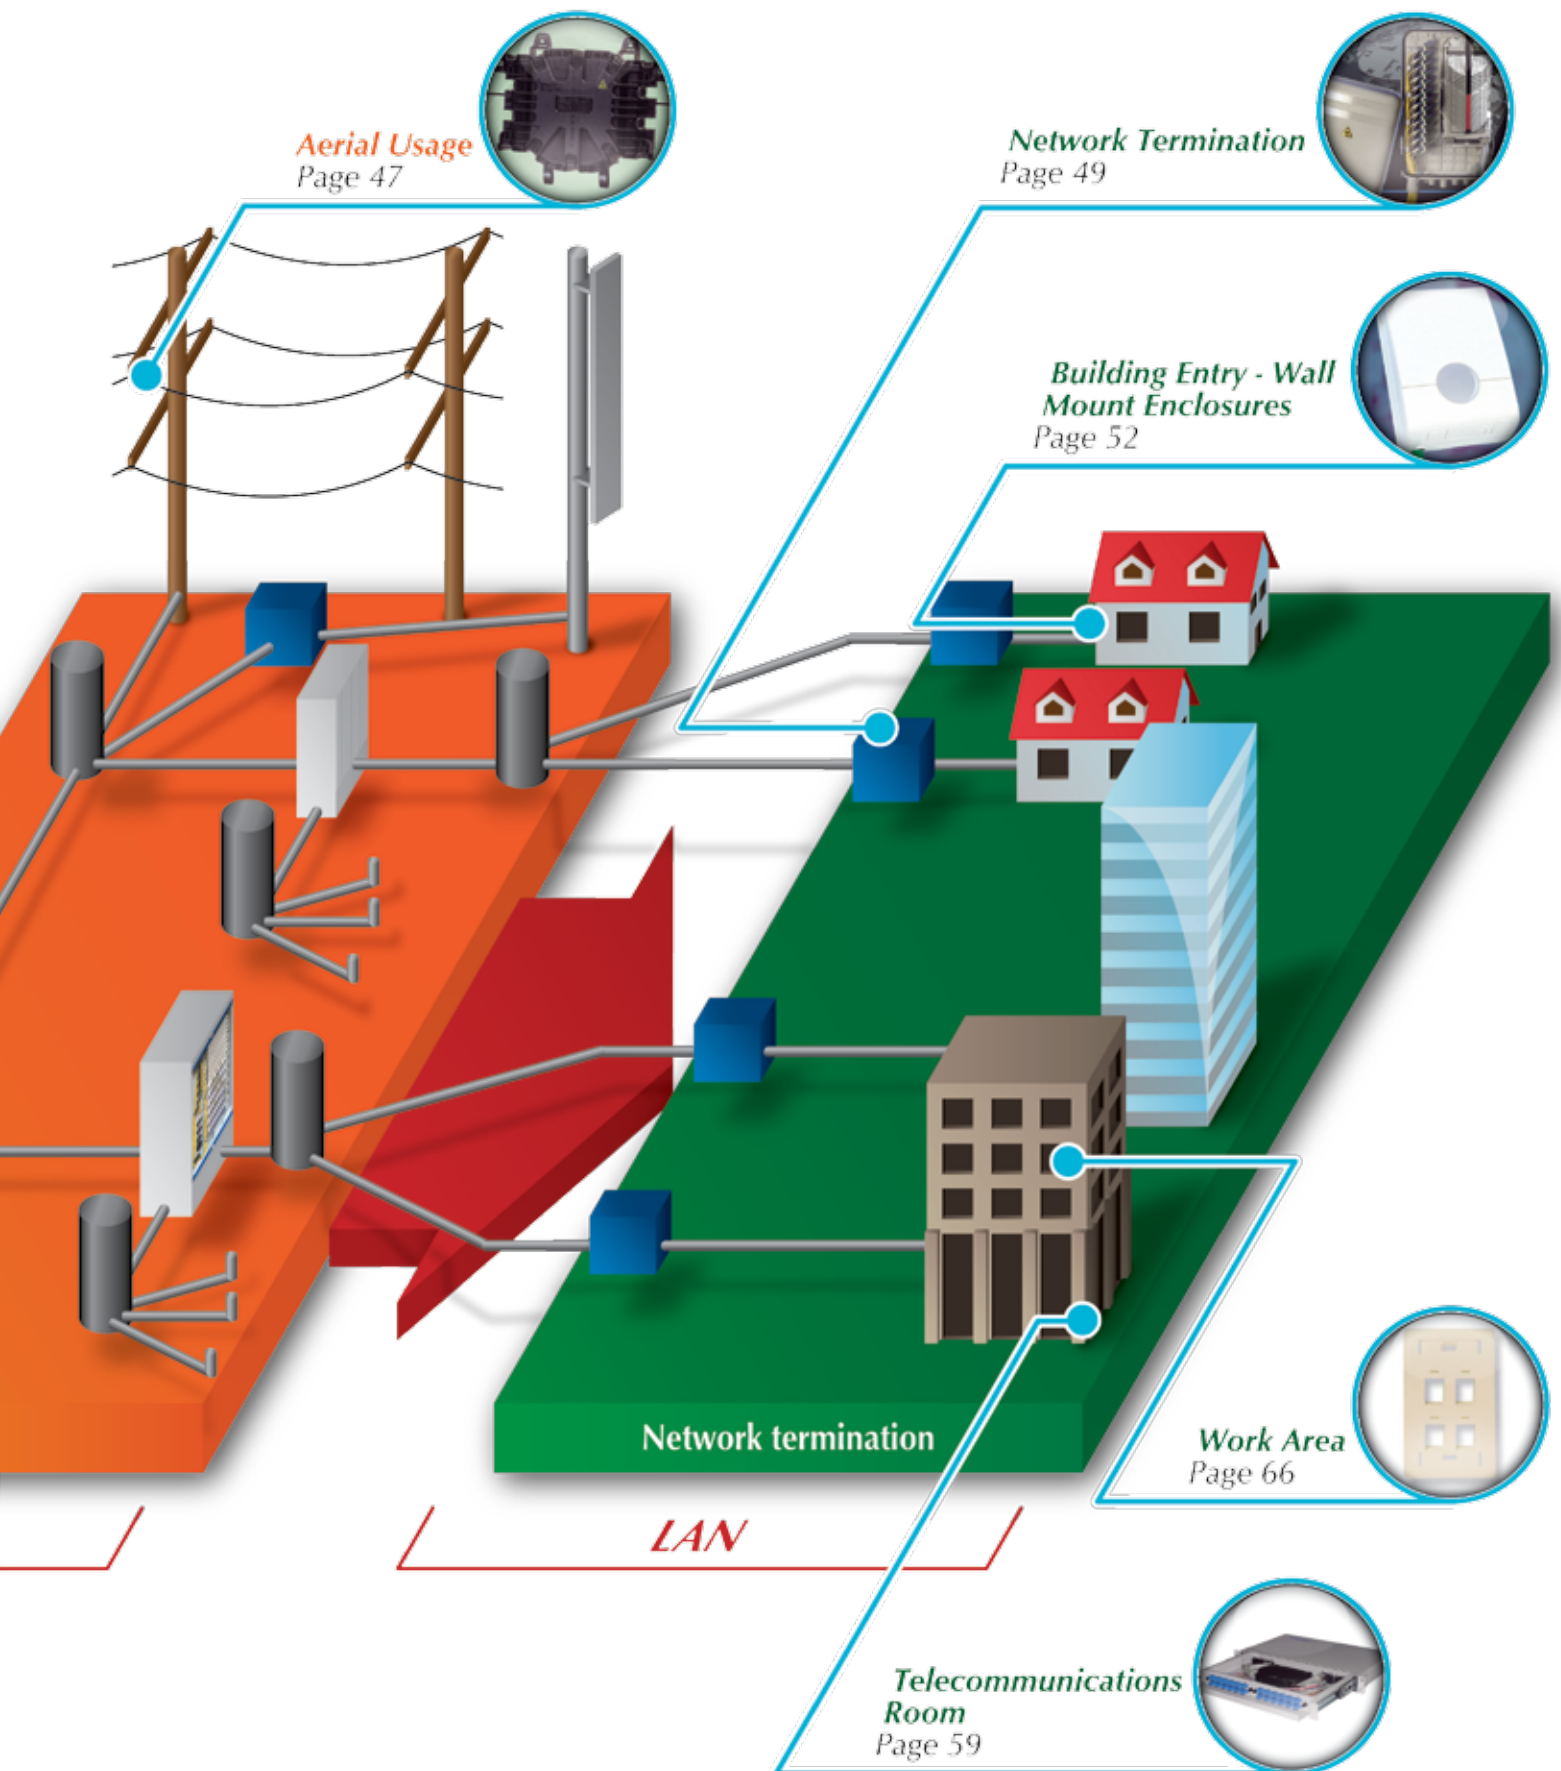 Aerial Usage
Page 47
Network Termination
Page 49
Building Entry - Wall
Mount Enclosures
Page 52
Network termination
Work Area
Page 66
LAN
Telecommunications
Room
Page 59